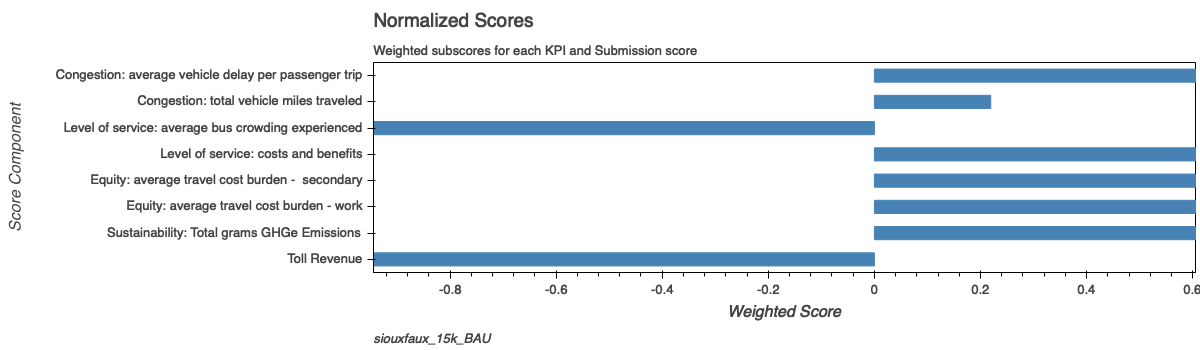 Normalized Scores
Weighted subscores for each KPI and Submission score
Score Component
Congestion: average vehicle delay per passenger trip
Congestion: total vehicle miles traveled
Level of service: average bus crowding experienced
Level of service: costs and benefits
Equity: average travel cost burden -  secondary
Equity: average travel cost burden - work
Sustainability: Total grams GHGe Emissions
Toll Revenue
-0.8 -0.6 -0.4 -0.2 0 0.2 0.4 0.6
Weighted Score
siouxfaux_15k_BAU